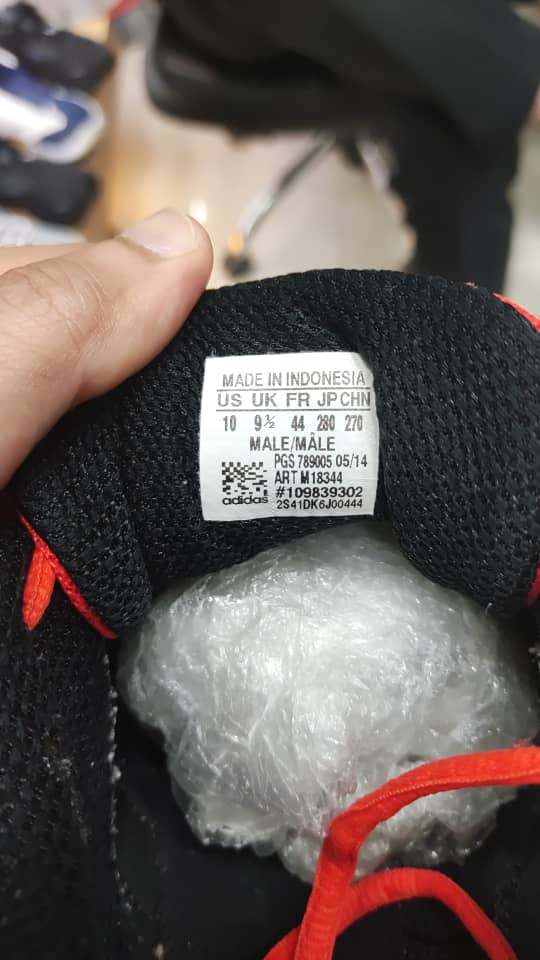 MADE IN INDONESIA
US UK FR JP CHN
10 9½ 44 280 270
MALE/MÂLE
PGS 789005 05/14
ART M18344
#109839302
adidas 2S41DK6J00444